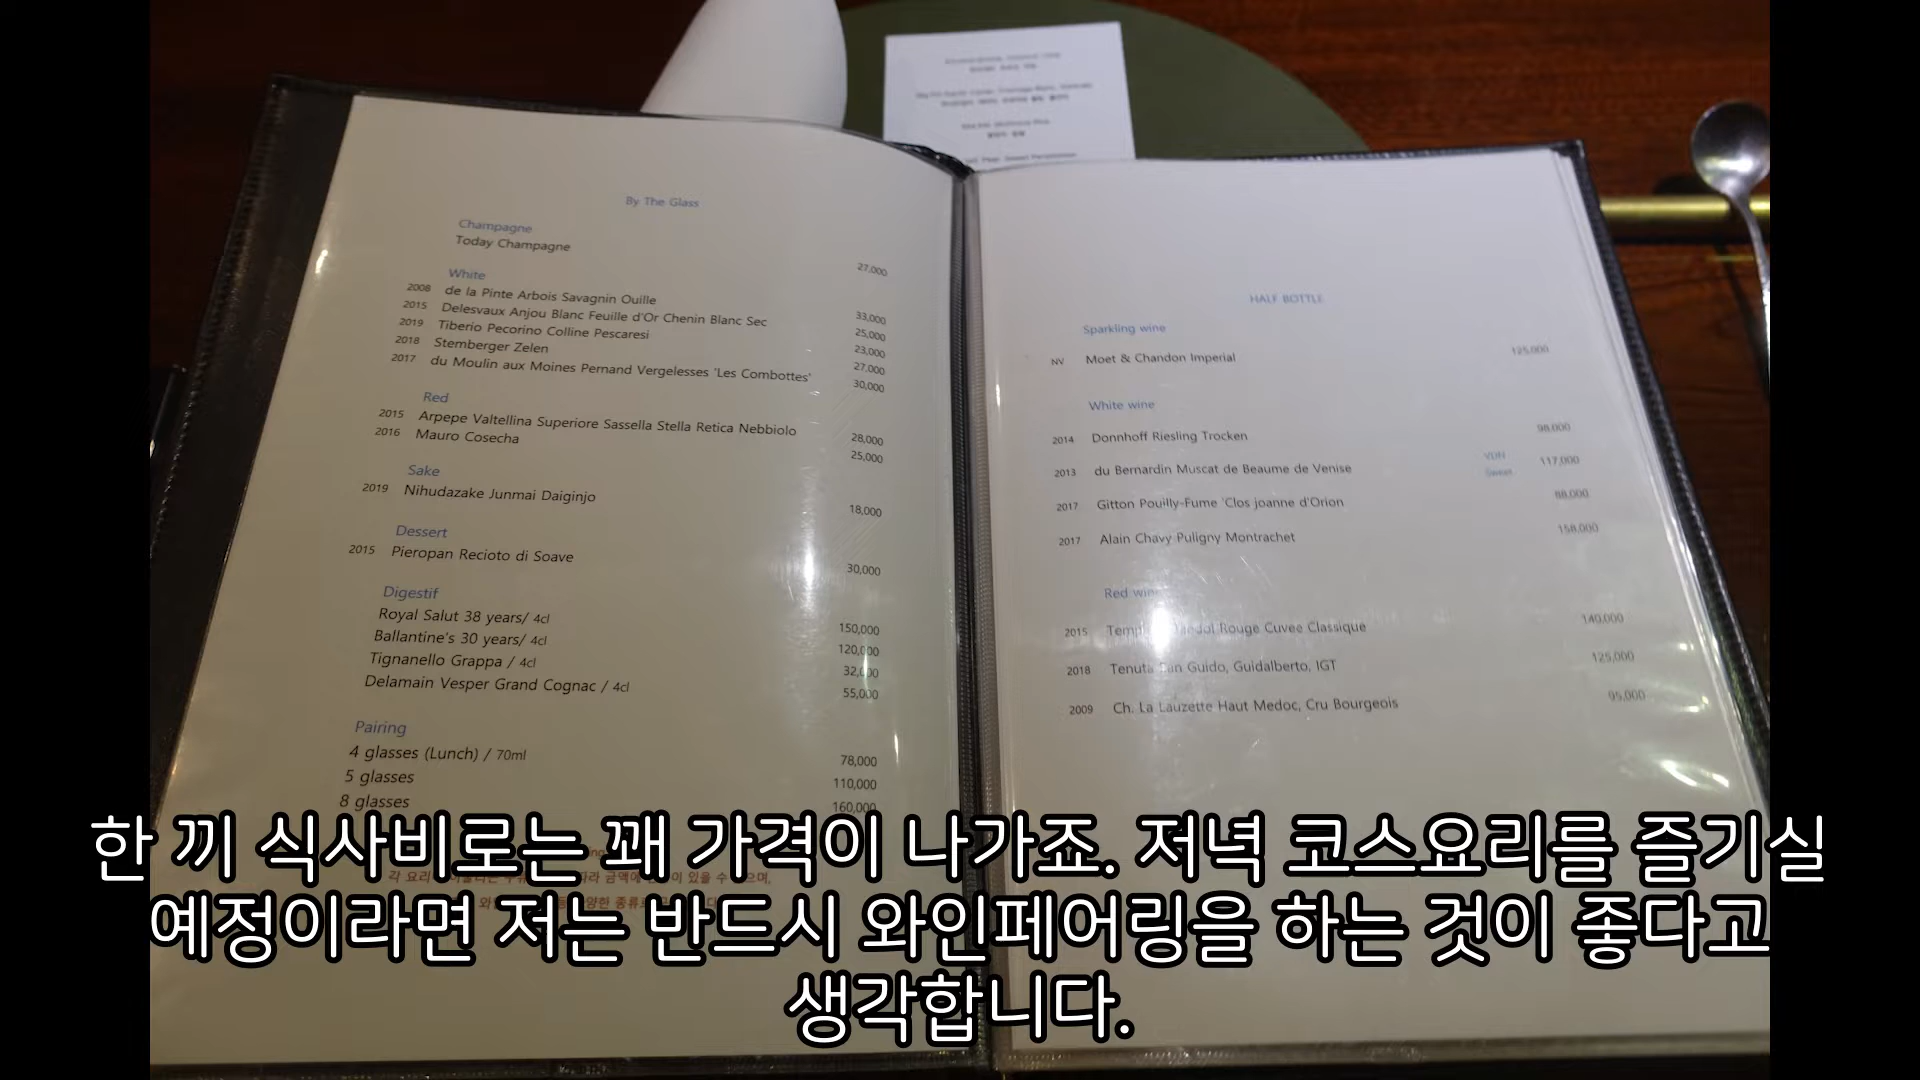 By The Glass
Champagne
Today Champagne 27,000
White
2008 de la Pinte Arbois Savagnin Ouille 33,000
2015 Delesvaux Anjou Blanc Feuille d'Or Chenin Blanc Sec 25,000
2019 Tiberio Pecorino Colline Pescaresi 23,000
2018 Stemberger Zelen 27,000
2017 du Moulin aux Moines Pernand Vergelesses 'Les Combottes' 30,000
Red
2015 Arpepe Valtellina Superiore Sassella Stella Retica Nebbiolo 28,000
2016 Mauro Cosecha 25,000
Sake
2019 Nihudazake Junmai Daiginjo 18,000
Dessert
2015 Pieropan Recioto di Soave 30,000
Digestif
Royal Salut 38 years/ 4cl 150,000
Ballantine's 30 years/ 4cl 120,000
Tignanello Grappa / 4cl 32,000
Delamain Vesper Grand Cognac / 4cl 55,000
Pairing
4 glasses (Lunch) / 70ml 78,000
5 glasses 110,000
8 glasses 160,000
HALF BOTTLE
Sparkling wine
NV Moet & Chandon Imperial 125,000
White wine
2014 Donnhoff Riesling Trocken 98,000
2013 du Bernardin Muscat de Beaume de Venise VDN Sweet 117,000
2017 Gitton Pouilly-Fume 'Clos joanne d'Orion 88,000
2017 Alain Chavy Puligny Montrachet 158,000
Red wine
2015 Rouge Cuvee Classique 140,000
2018 Tenuta San Guido, Guidalberto, IGT 125,000
2009 Ch. La Lauzette Haut Medoc, Cru Bourgeois 95,000
한 끼 식사비로는 꽤 가격이 나가죠. 저녁 코스요리를 즐기실
예정이라면 저는 반드시 와인페어링을 하는 것이 좋다고
생각합니다.